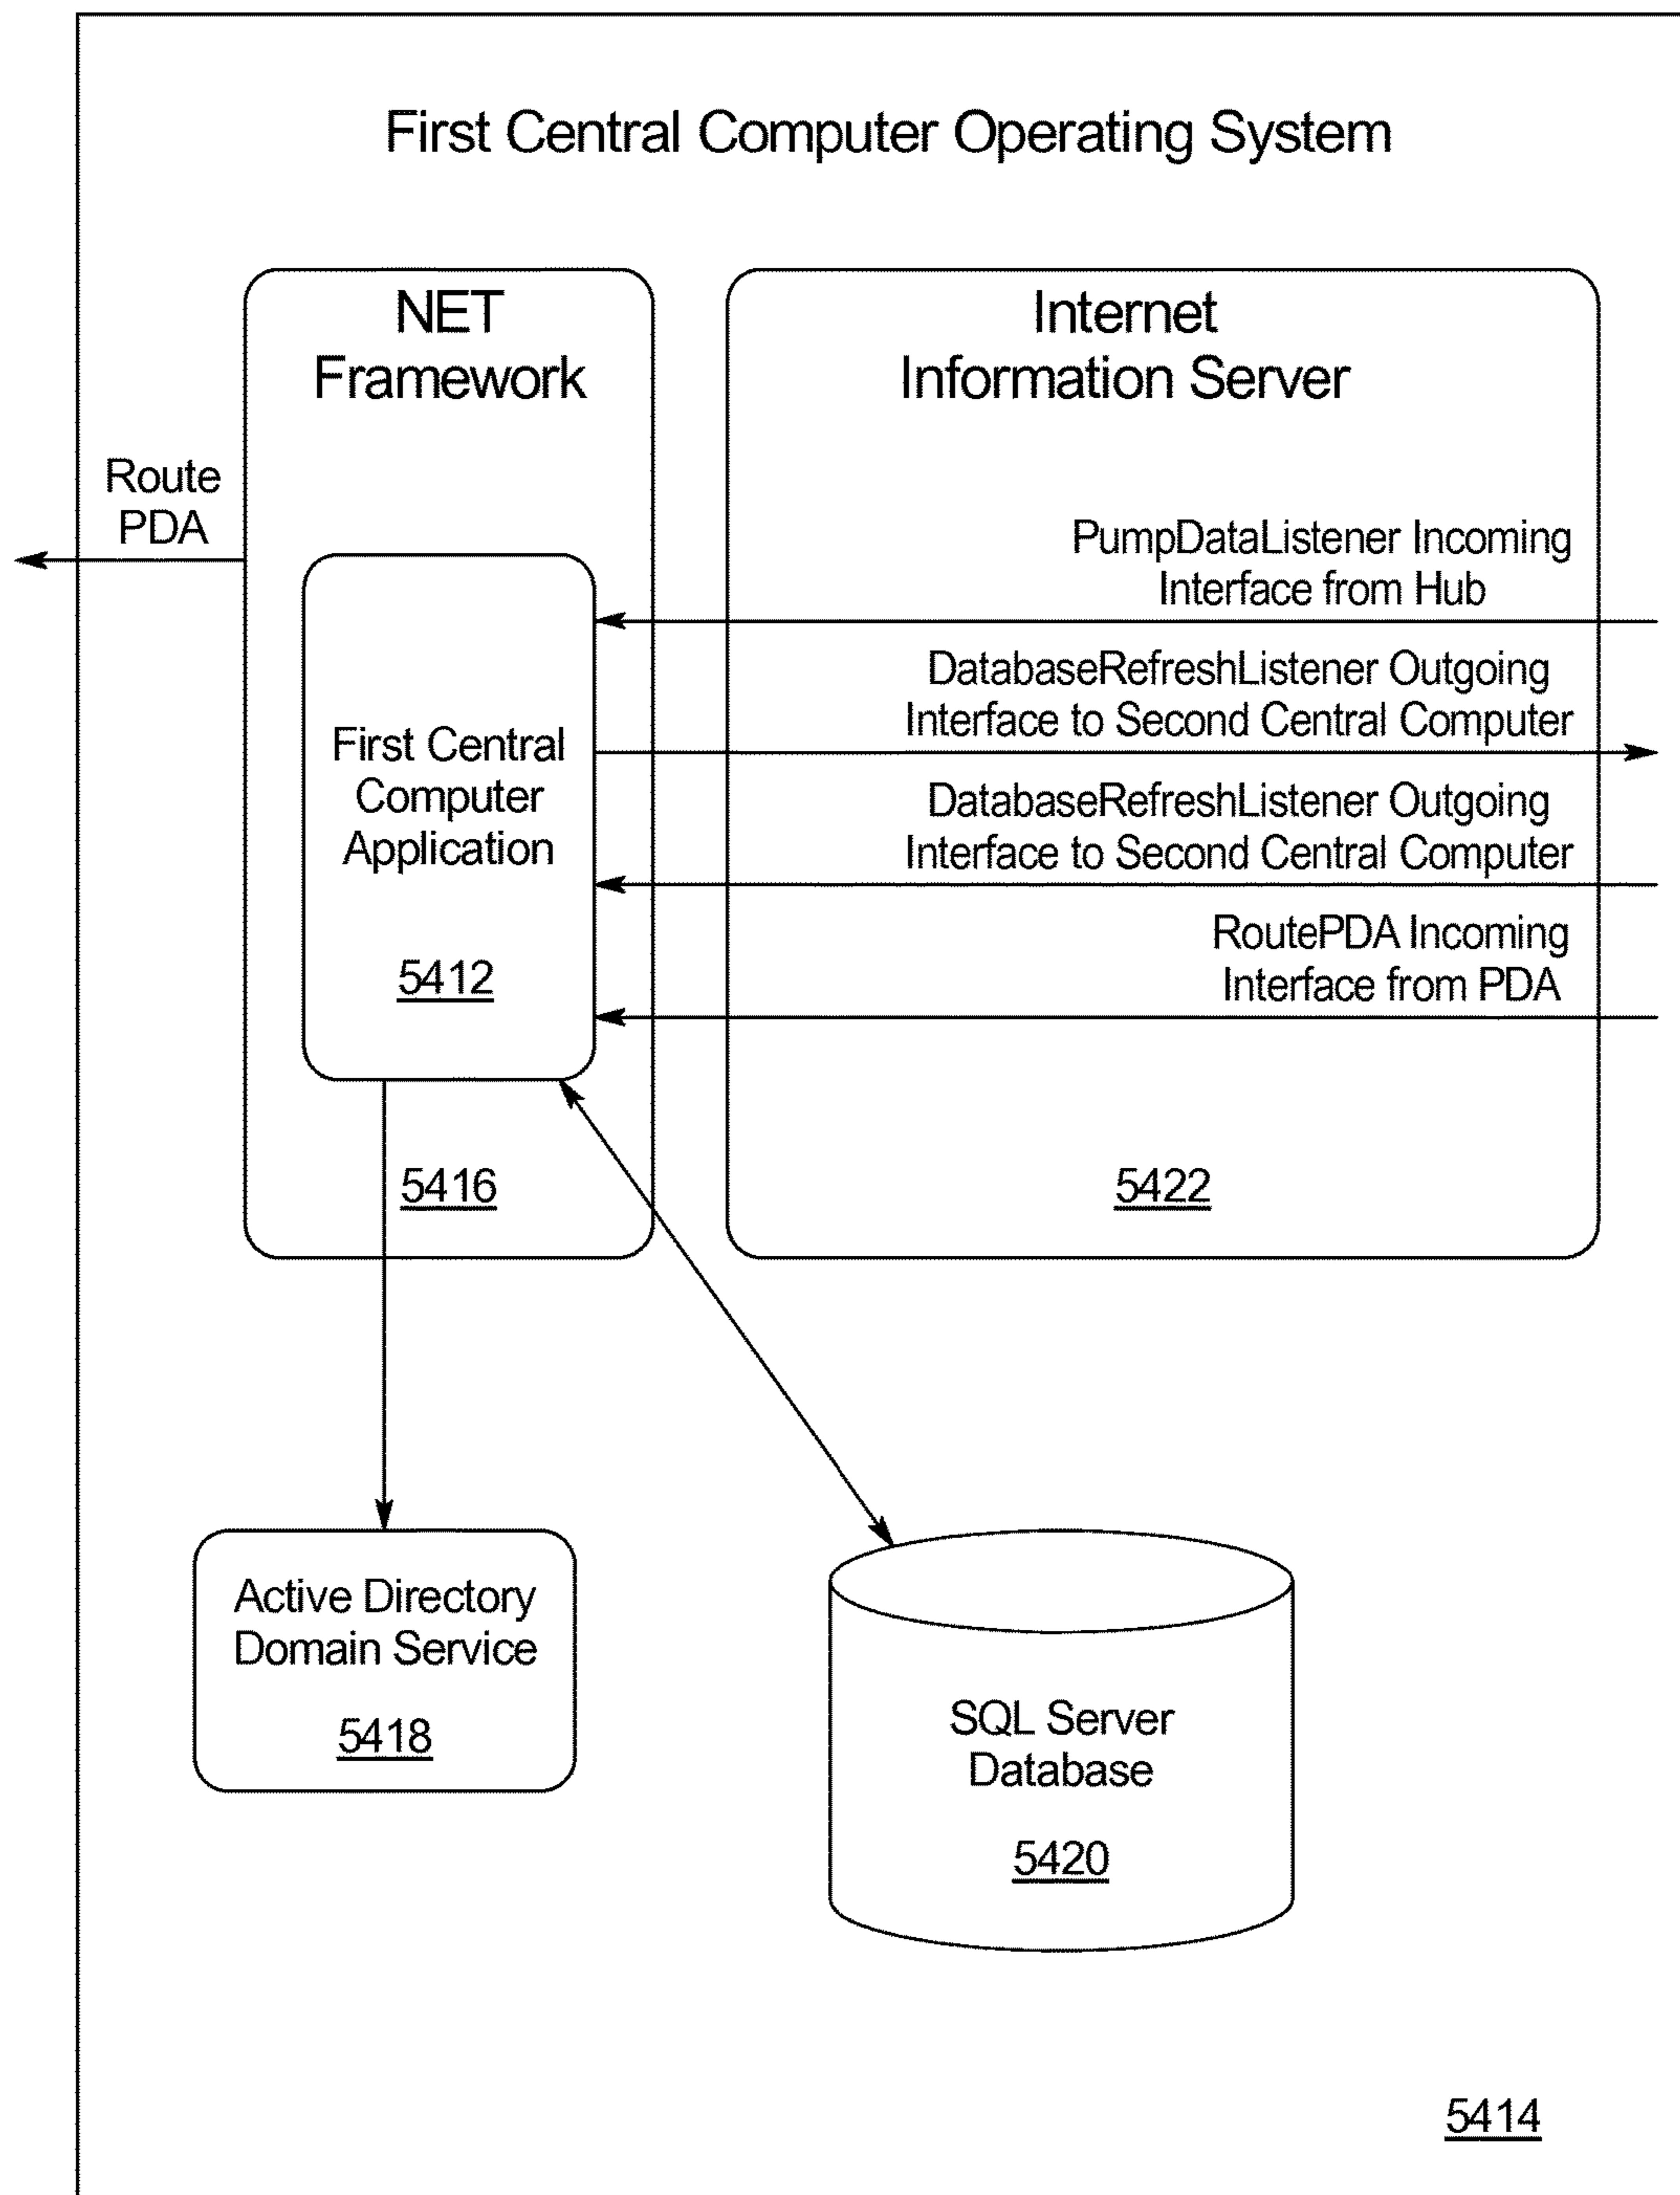 First Central Computer Operating System
NET
Framework
Internet
Information Server
Route
PDA
PumpDataListener Incoming
Interface from Hub
DatabaseRefreshListener Outgoing
Interface to Second Central Computer
DatabaseRefreshListener Outgoing
Interface to Second Central Computer
RoutePDA Incoming
Interface from PDA
First Central
Computer
Application
5412
5416
5422
Active Directory
Domain Service
5418
SQL Server
Database
5420
5414